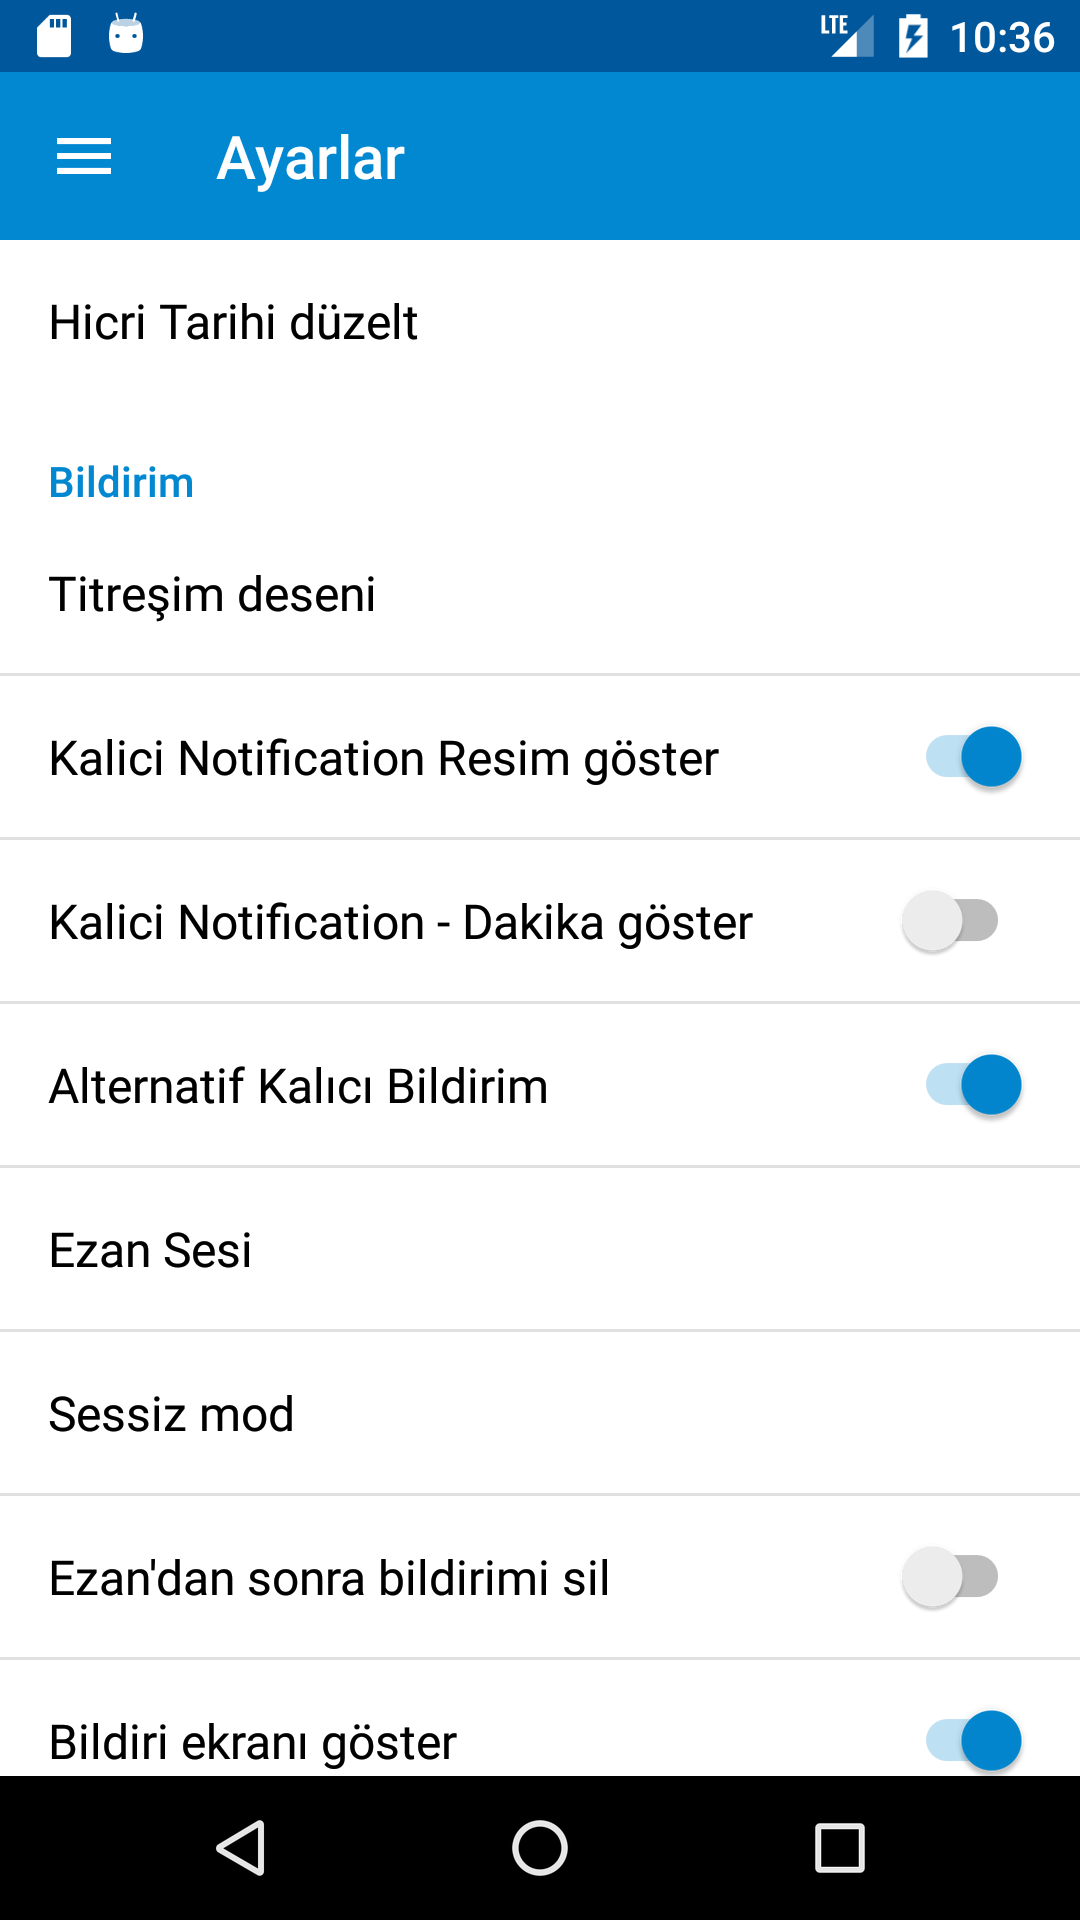 LTE 10:36
Ayarlar
Hicri Tarihi düzelt
Bildirim
Titreşim deseni
Kalici Notification Resim göster
Kalici Notification - Dakika göster
Alternatif Kalıcı Bildirim
Ezan Sesi
Sessiz mod
Ezan'dan sonra bildirimi sil
Bildiri ekranı göster